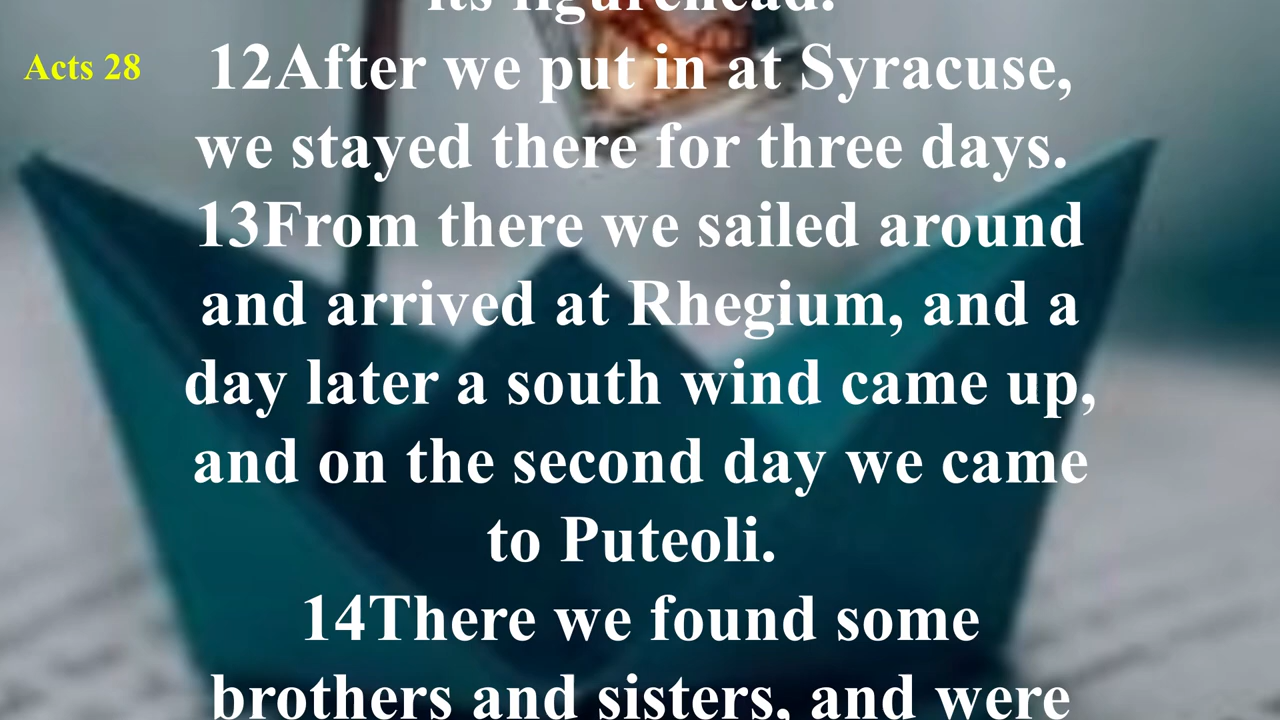 its figurehead.
Acts 28
12After we put in at Syracuse,
we stayed there for three days.
13From there we sailed around
and arrived at Rhegium, and a
day later a south wind came up,
and on the second day we came
to Puteoli.
14There we found some
brothers and sisters, and were